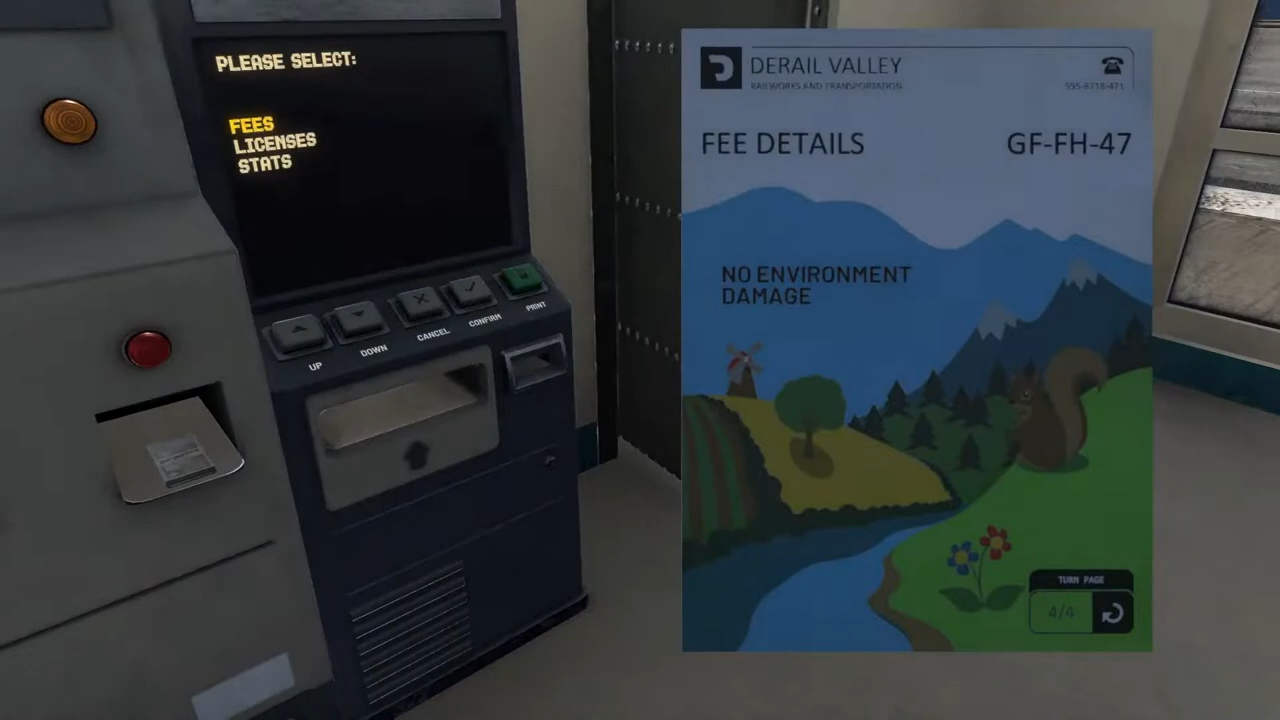 PLEASE SELECT:
FEES
LICENSES
STATS
UP
DOWN
CANCEL
CONFIRM
PRINT
DERAIL VALLEY
RAILWORKS AND TRANSPORTATION
FEE DETAILS
GF-FH-47
NO ENVIRONMENT
DAMAGE
TURN PAGE
4/4